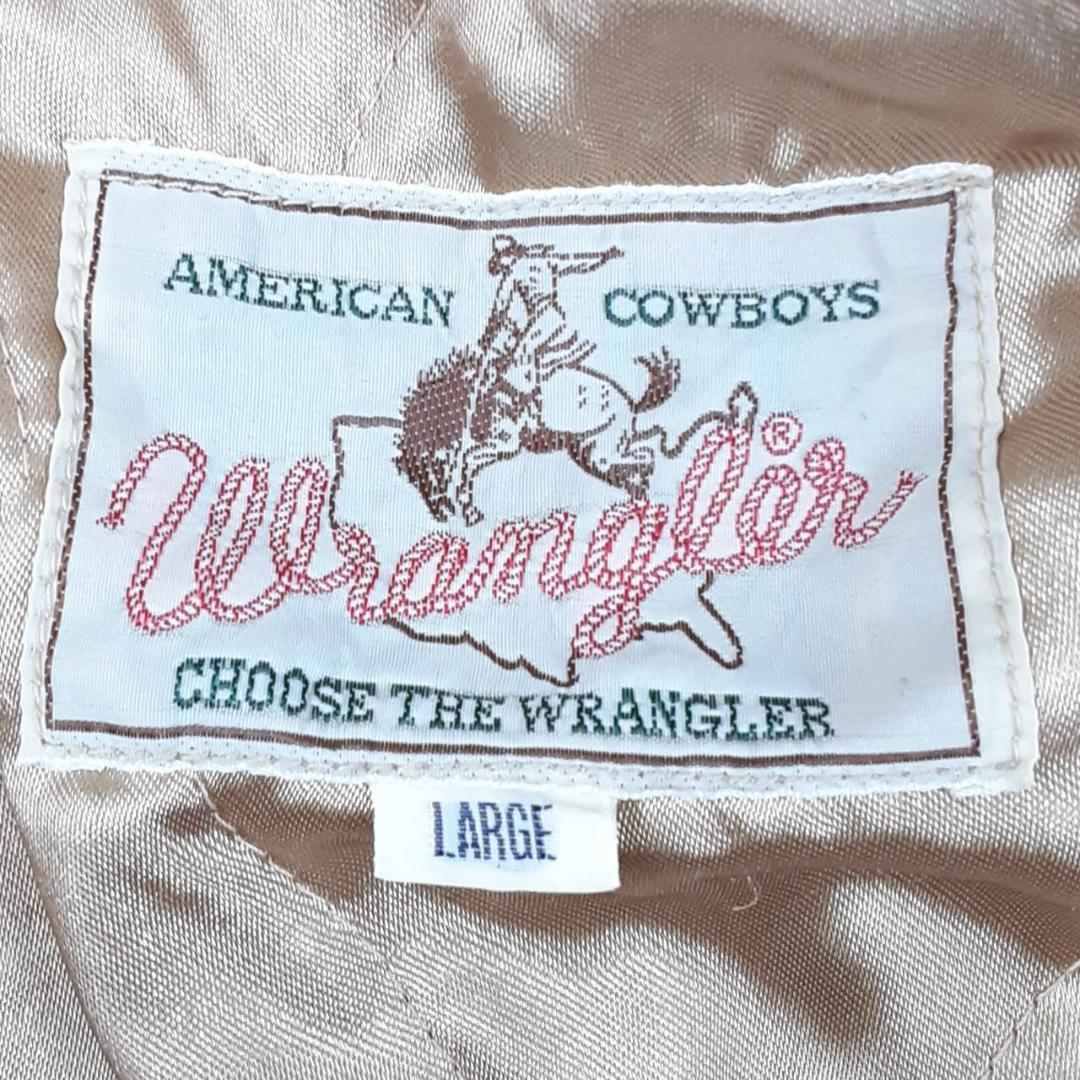 AMERICAN COWBOYS
Wrangler®
CHOOSE THE WRANGLER
LARGE